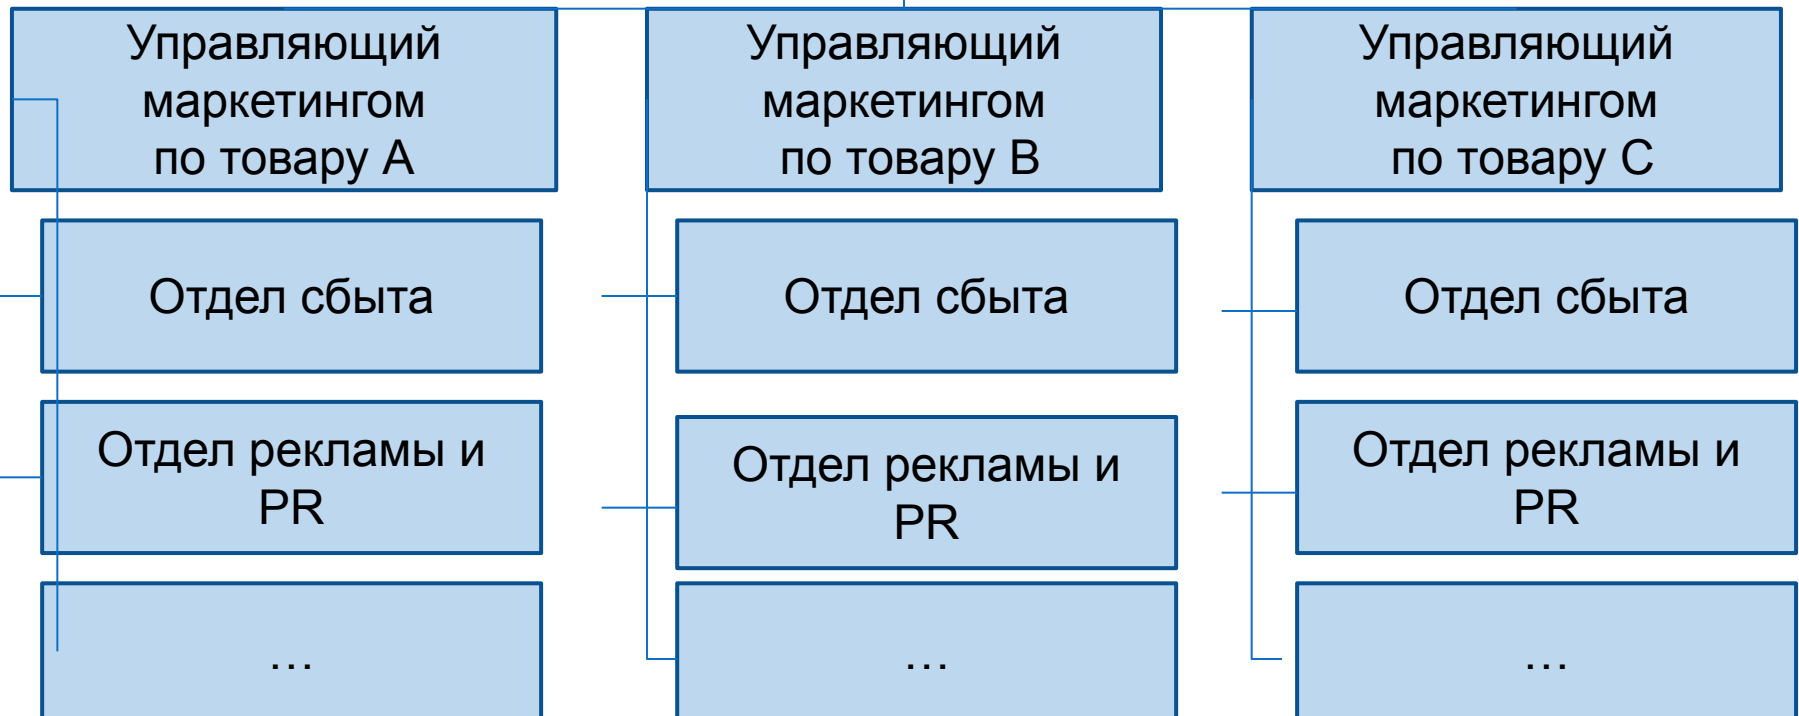 Управляющий
маркетингом
по товару А
Управляющий
маркетингом
по товару В
Управляющий
маркетингом
по товару С
Отдел сбыта
Отдел сбыта
Отдел сбыта
Отдел рекламы и
PR
Отдел рекламы и
PR
Отдел рекламы и
PR
…
…
…